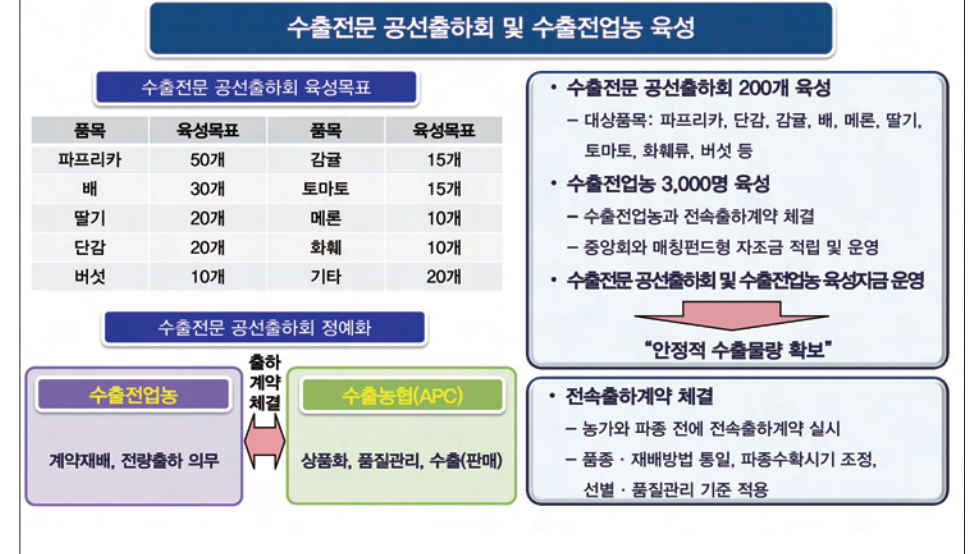 수출전문 공선출하회 및 수출전업농 육성
수출전문 공선출하회 육성목표
품목 육성목표 품목 육성목표
파프리카 50개 감귤 15개
배 30개 토마토 15개
딸기 20개 메론 10개
단감 20개 화훼 10개
버섯 10개 기타 20개
수출전문 공선출하회 정예화
수출전업농
계약재배, 전량출하 의무
출하
계약
체결
수출농협(APC)
상품화, 품질관리, 수출(판매)
• 수출전문 공선출하회 200개 육성
– 대상품목: 파프리카, 단감, 감귤, 배, 메론, 딸기,
토마토, 화훼류, 버섯 등
• 수출전업농 3,000명 육성
– 수출전업농과 전속출하계약 체결
– 중앙회와 매칭펀드형 자조금 적립 및 운영
• 수출전문 공선출하회 및 수출전업농 육성자금 운영
“안정적 수출물량 확보”
• 전속출하계약 체결
– 농가와 파종 전에 전속출하계약 실시
– 품종 · 재배방법 통일, 파종수확시기 조정,
선별 · 품질관리 기준 적용